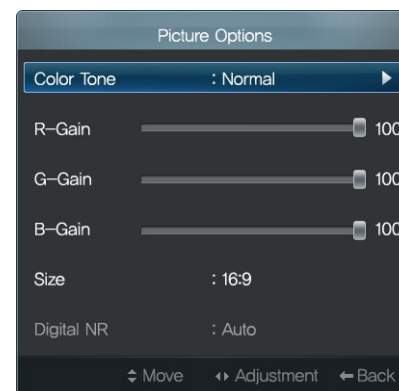 Picture Options
Color Tone : Normal
R-Gain 100
G-Gain 100
B-Gain 100
Size : 16:9
Digital NR : Auto
Move Adjustment Back